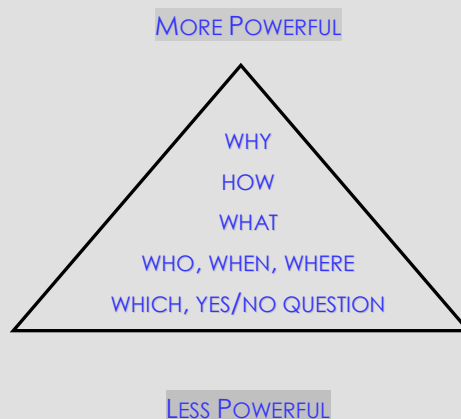 MORE POWERFUL
WHY
HOW
WHAT
WHO, WHEN, WHERE
WHICH, YES/NO QUESTION
LESS POWERFUL